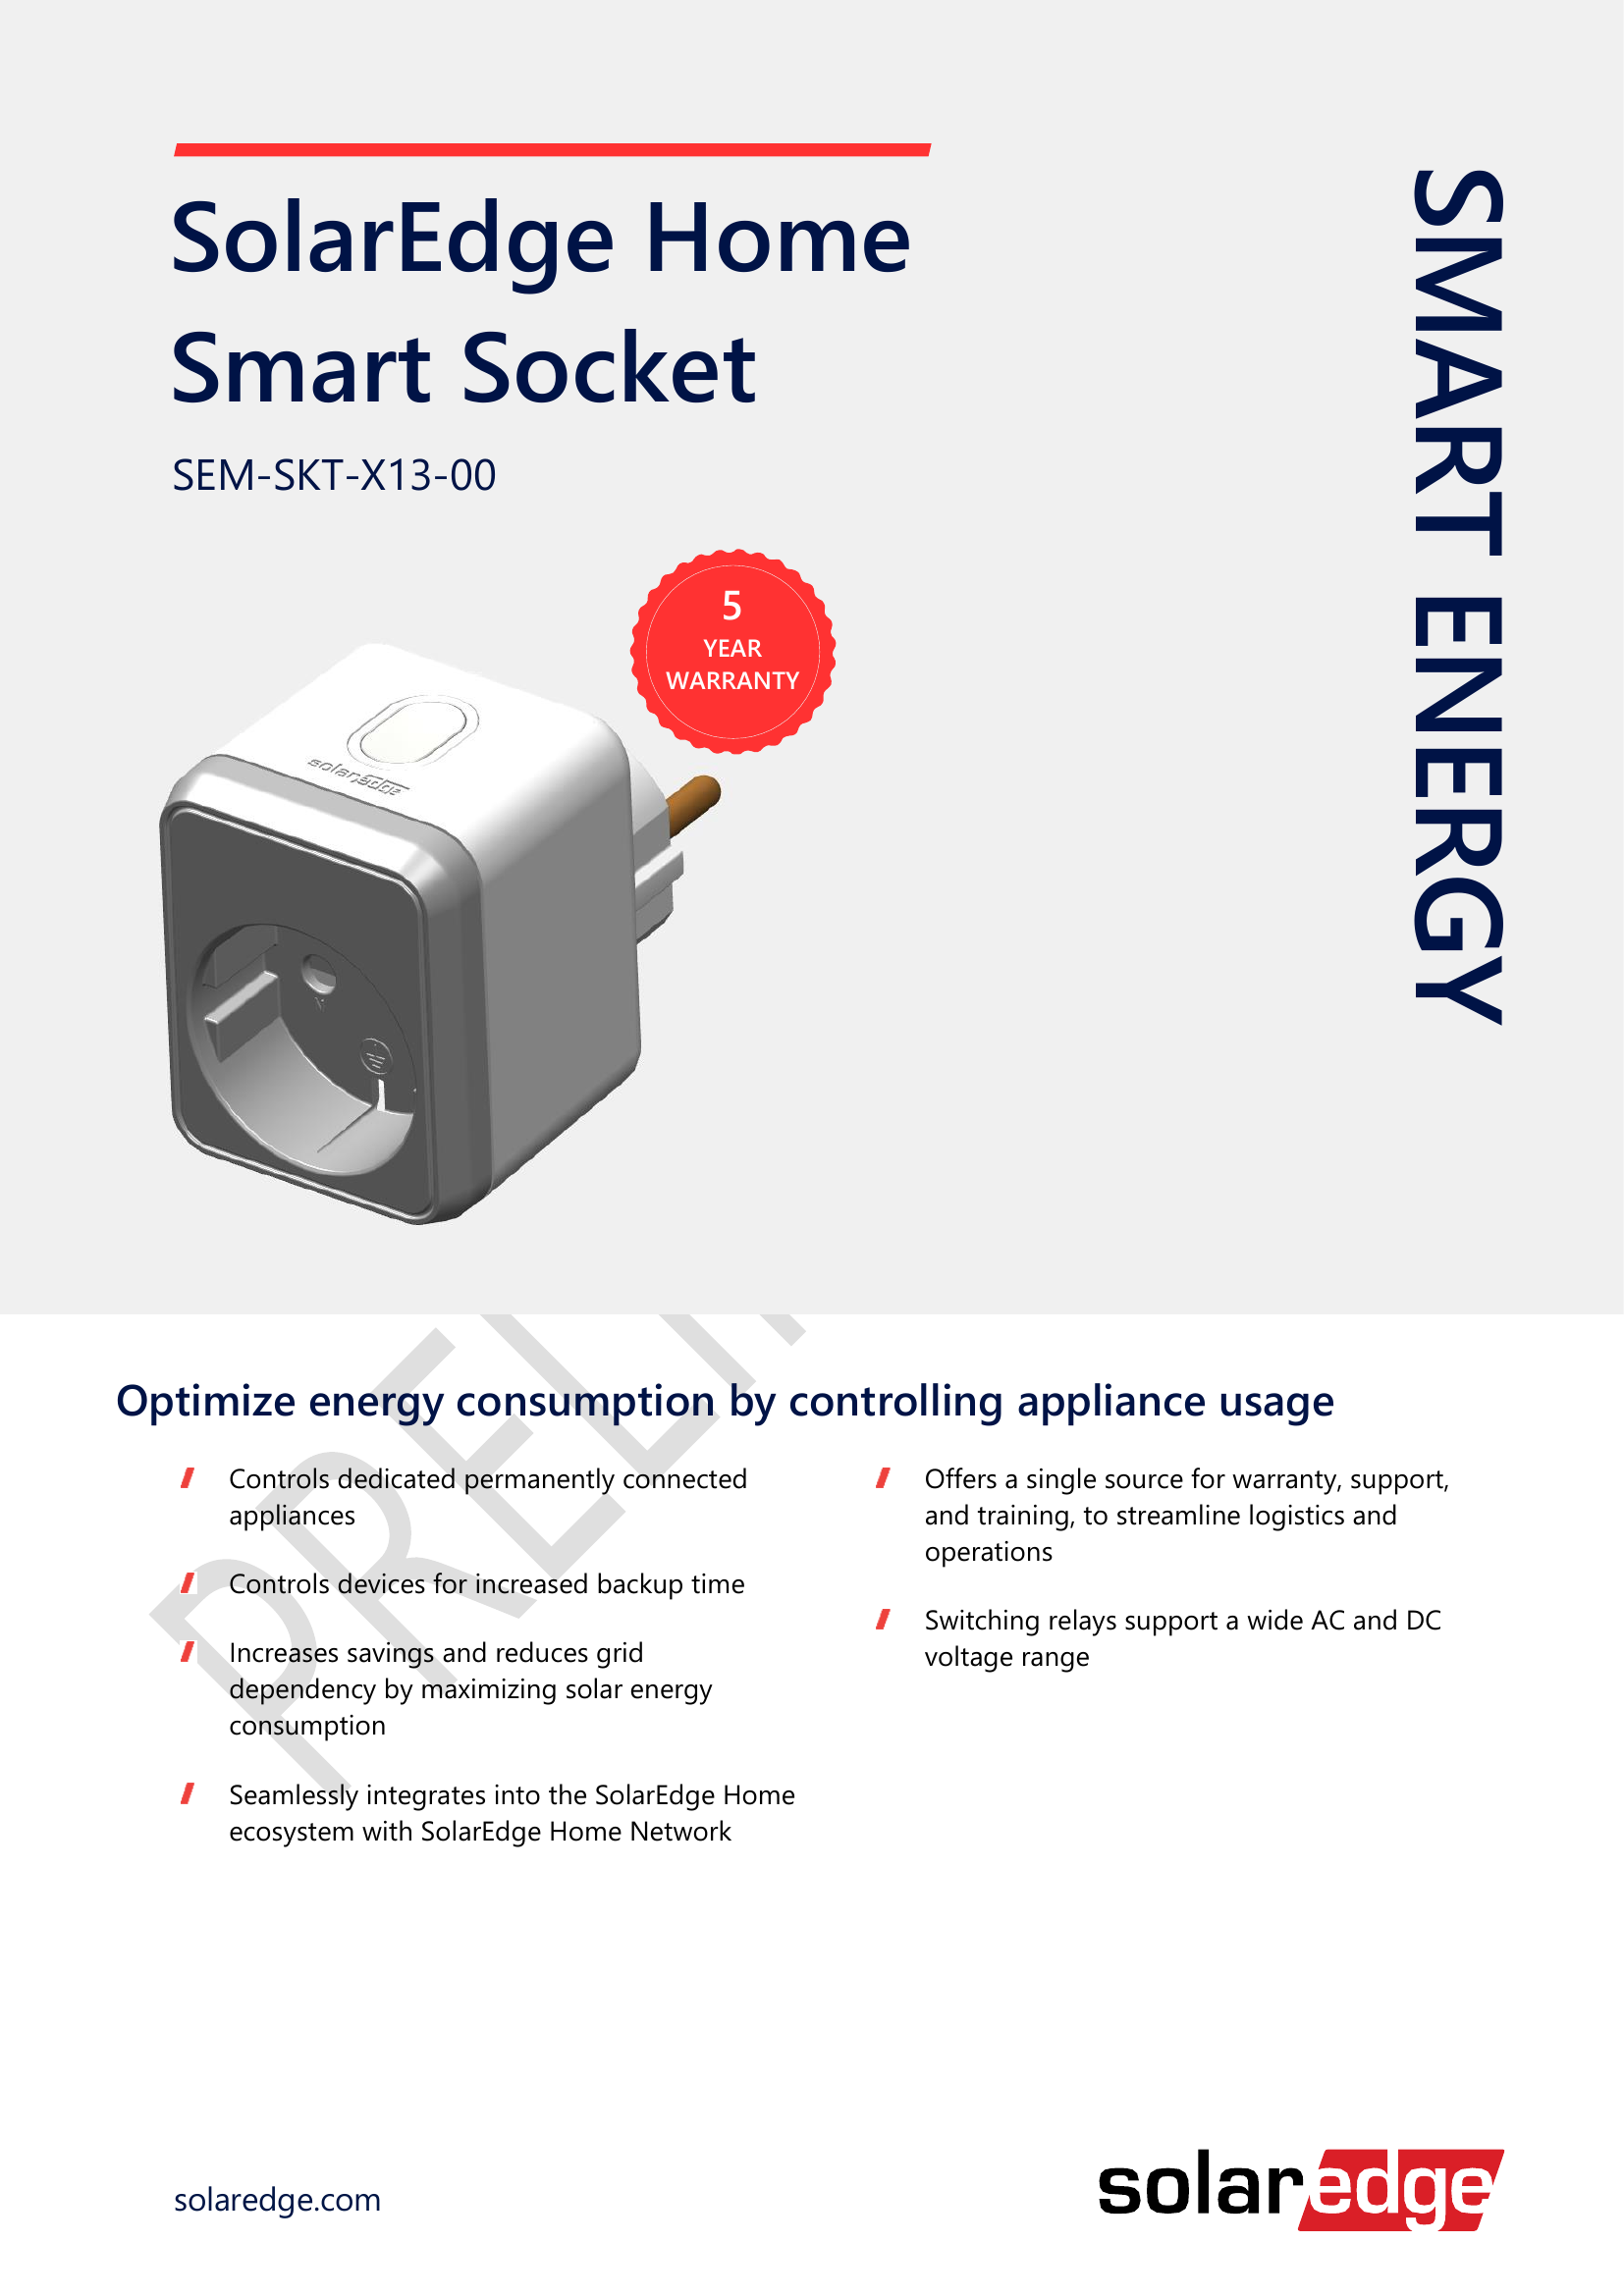 SolarEdge Home
Smart Socket
SEM-SKT-X13-00
SMART ENERGY
5
YEAR
WARRANTY
solaredge
Optimize energy consumption by controlling appliance usage
Controls dedicated permanently connected
appliances
Controls devices for increased backup time
Increases savings and reduces grid
dependency by maximizing solar energy
consumption
Seamlessly integrates into the SolarEdge Home
ecosystem with SolarEdge Home Network
Offers a single source for warranty, support,
and training, to streamline logistics and
operations
Switching relays support a wide AC and DC
voltage range
solaredge.com
solaredge